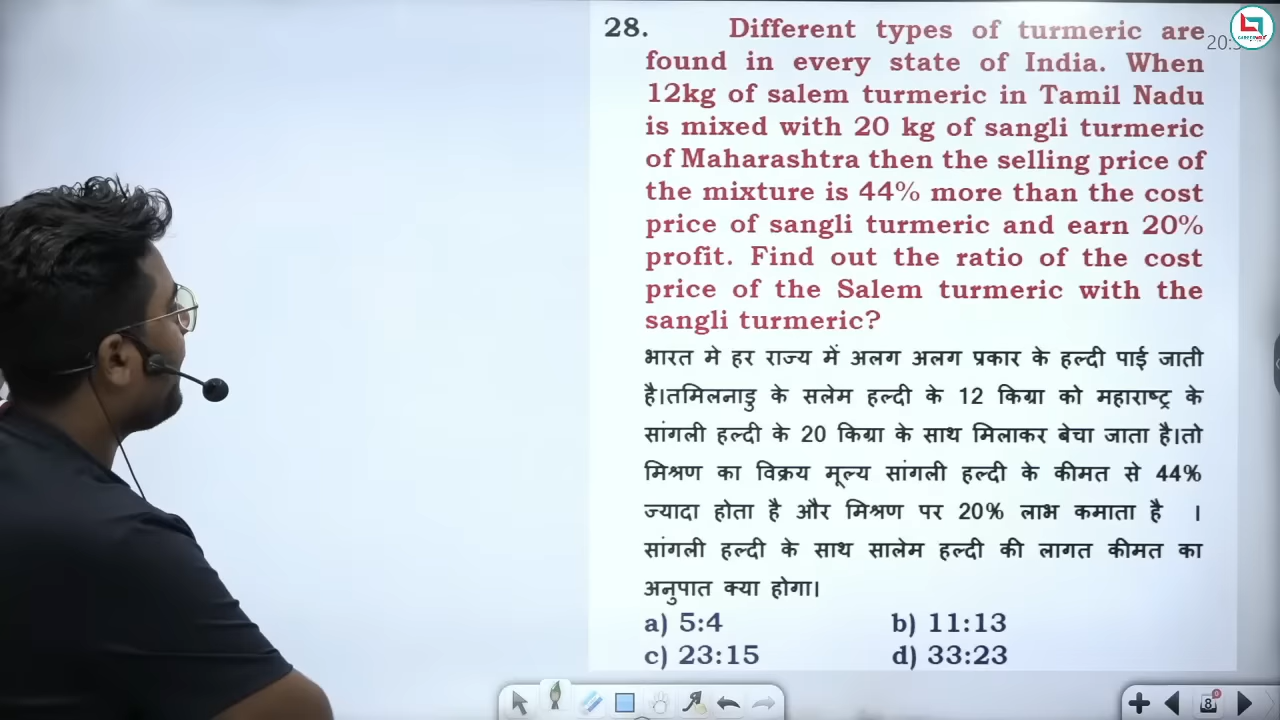 28. Different types of turmeric are
found in every state of India. When
12kg of salem turmeric in Tamil Nadu
is mixed with 20 kg of sangli turmeric
of Maharashtra then the selling price of
the mixture is 44% more than the cost
price of sangli turmeric and earn 20%
profit. Find out the ratio of the cost
price of the Salem turmeric with the
sangli turmeric?
भारत मे हर राज्य में अलग अलग प्रकार के हल्दी पाई जाती
है।तमिलनाडु के सलेम हल्दी के 12 किग्रा को महाराष्ट्र के
सांगली हल्दी के 20 किग्रा के साथ मिलाकर बेचा जाता है।तो
मिश्रण का विक्रय मूल्य सांगली हल्दी के कीमत से 44%
ज्यादा होता है और मिश्रण पर 20% लाभ कमाता है ।
सांगली हल्दी के साथ सालेम हल्दी की लागत कीमत का
अनुपात क्या होगा।
a) 5:4 b) 11:13
c) 23:15 d) 33:23
8